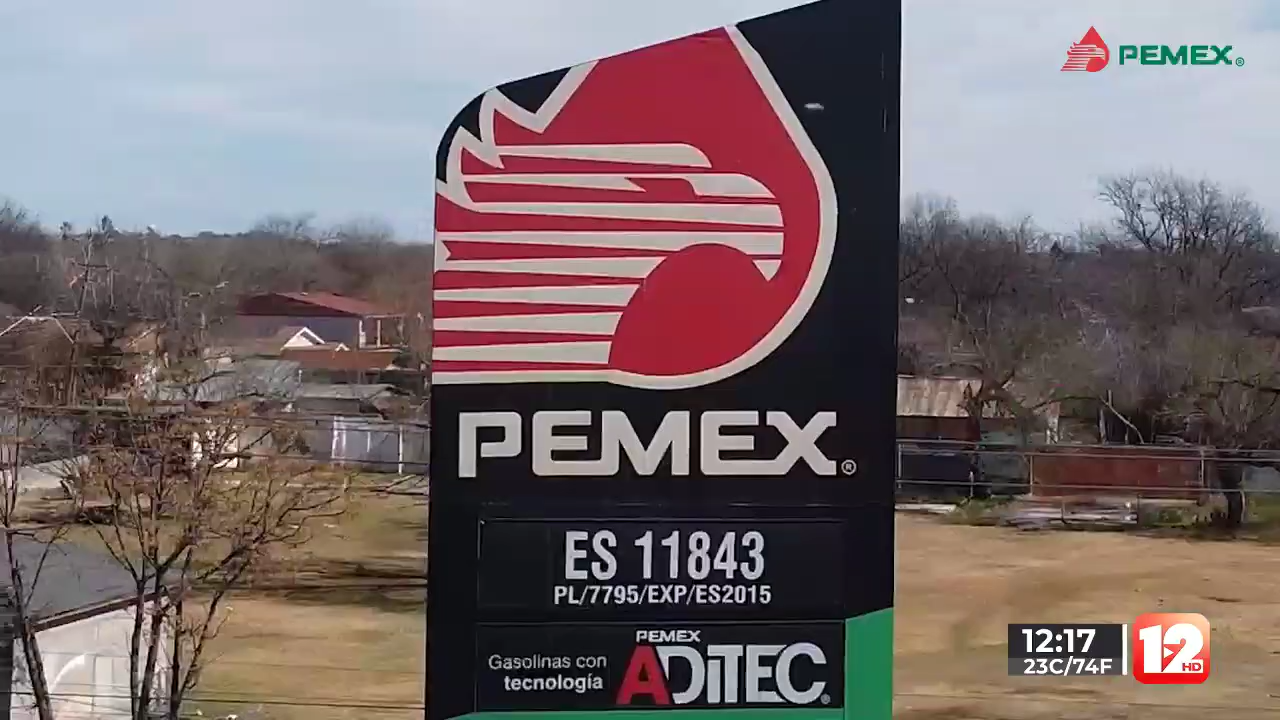 PEMEX®
PEMEX®
ES 11843
PL/7795/EXP/ES2015
PEMEX
Gasolinas con
tecnología
ADITEC®
12:17
23C/74F
12
HD